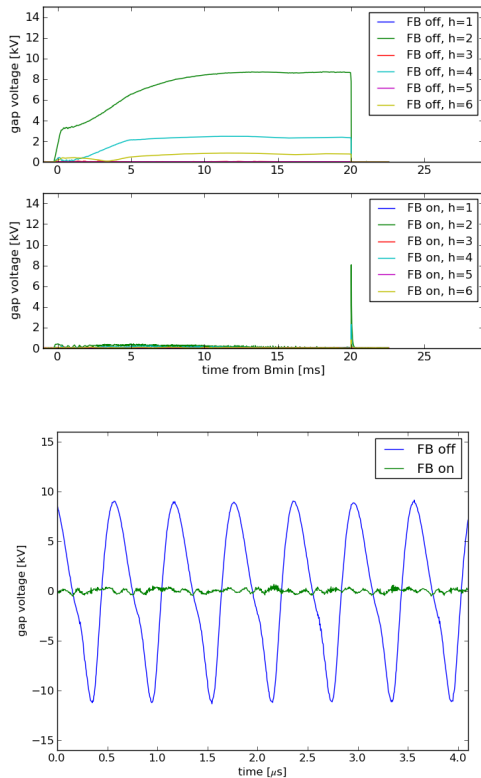 gap voltage [kV]
14
12
10
8
6
4
2
0
0 5 10 15 20 25
FB off, h=1
FB off, h=2
FB off, h=3
FB off, h=4
FB off, h=5
FB off, h=6
gap voltage [kV]
14
12
10
8
6
4
2
0
0 5 10 15 20 25
time from Bmin [ms]
FB on, h=1
FB on, h=2
FB on, h=3
FB on, h=4
FB on, h=5
FB on, h=6
gap voltage [kV]
15
10
5
0
−5
−10
−15
0.0 0.5 1.0 1.5 2.0 2.5 3.0 3.5 4.0
time [μs]
FB off
FB on